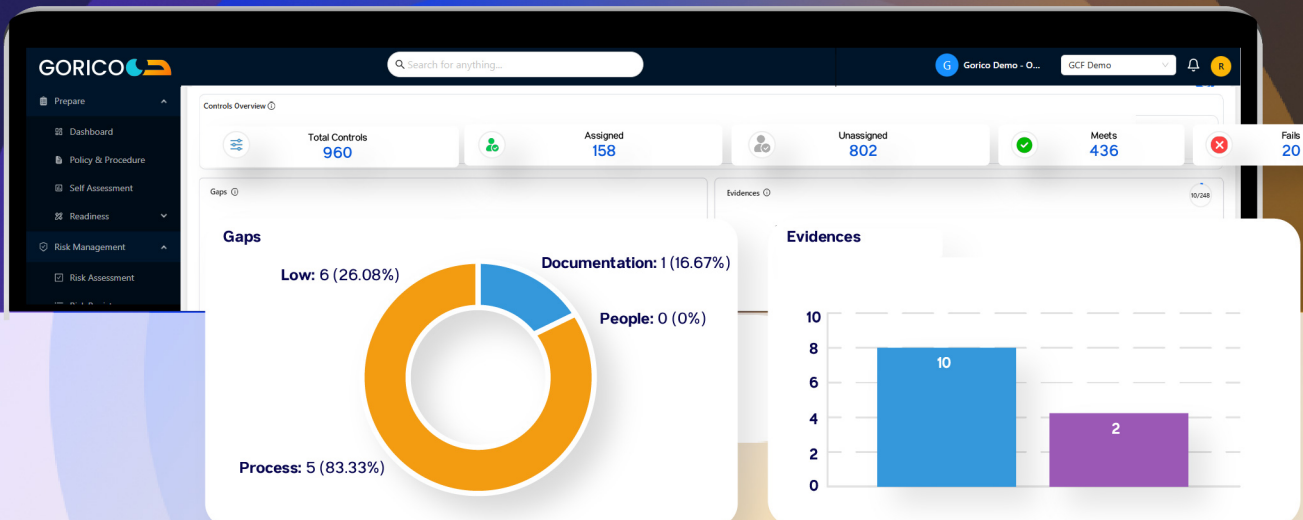 GORICO
Search for anything...
G
Gorico Demo - O...
GCF Demo
R
Prepare
Dashboard
Policy & Procedure
Self Assessment
Readiness
Risk Management
Risk Assessment
Controls Overview
Total Controls
960
Assigned
158
Unassigned
802
Meets
436
Fails
20
Gaps
Evidences
10/248
Gaps
Low: 6 (26.08%)
Documentation: 1 (16.67%)
People: 0 (0%)
Process: 5 (83.33%)
Evidences
10
8
6
4
2
0
10
2